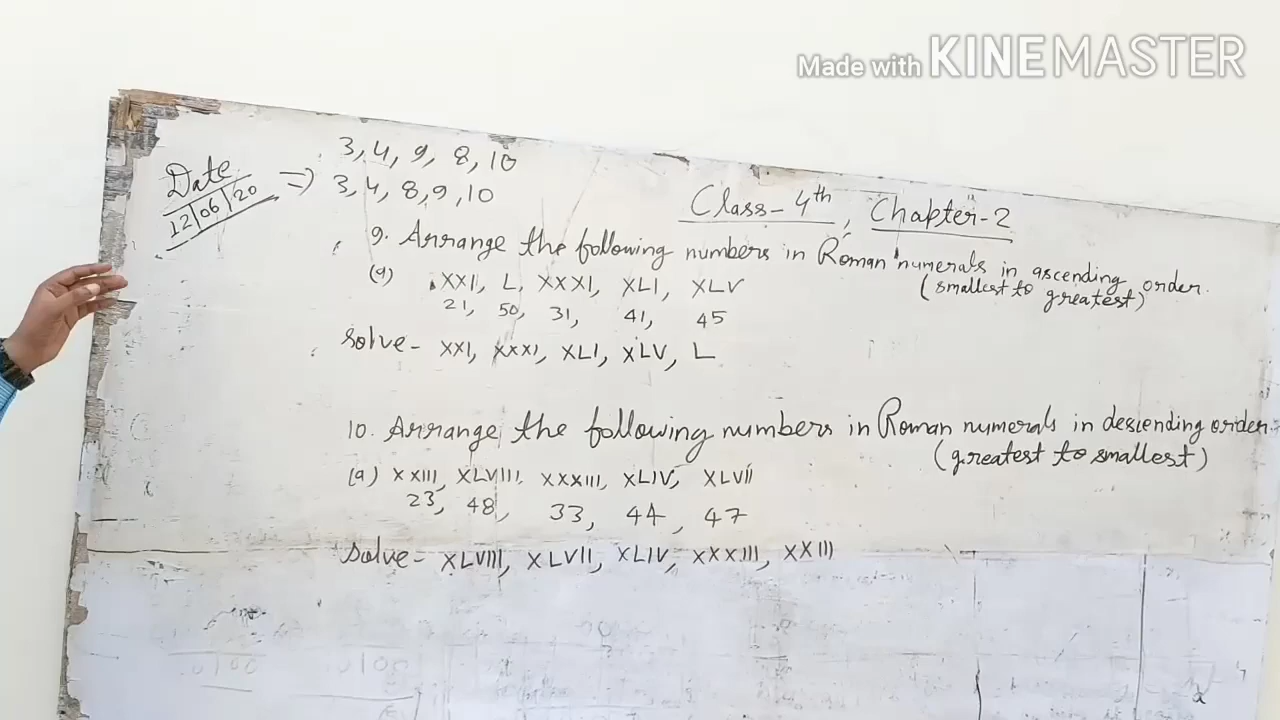 Made with KINEMASTER
3, 4, 9, 8, 10
Date
12/06/20
=) 3, 4, 8, 9, 10
Class-4th, Chapter-2
9. Arrange the following numbers in Roman numerals in ascending order.
(smallest to greatest)
(a) XXI, L, XXXI, XLI, XLV
21, 50, 31, 41, 45
Solve- XXI, XXXI, XLI, XLV, L
10. Arrange the following numbers in Roman numerals in descending order.
(greatest to smallest)
(a) XXIII, XLVIII, XXXIII, XLIV, XLVII
23, 48, 33, 44, 47
Solve- XLVIII, XLVII, XLIV, XXXIII, XXIII